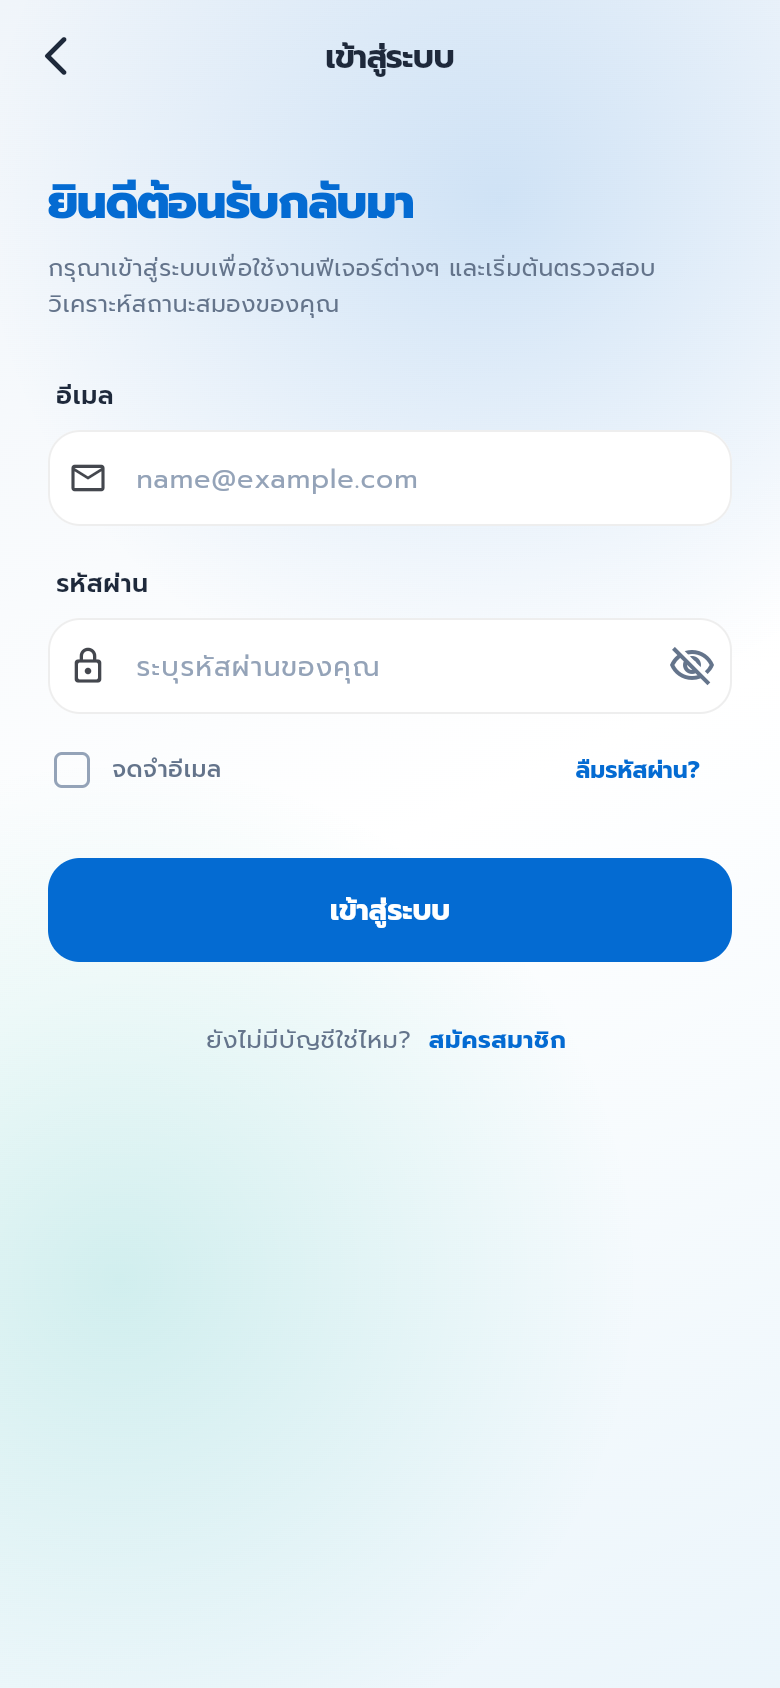 เข้าสู่ระบบ
ยินดีต้อนรับกลับมา
กรุณาเข้าสู่ระบบเพื่อใช้งานฟีเจอร์ต่างๆ และเริ่มต้นตรวจสอบ
วิเคราะห์สถานะสมองของคุณ
อีเมล
name@example.com
รหัสผ่าน
ระบุรหัสผ่านของคุณ
จดจำอีเมล ลืมรหัสผ่าน?
เข้าสู่ระบบ
ยังไม่มีบัญชีใช่ไหม? สมัครสมาชิก